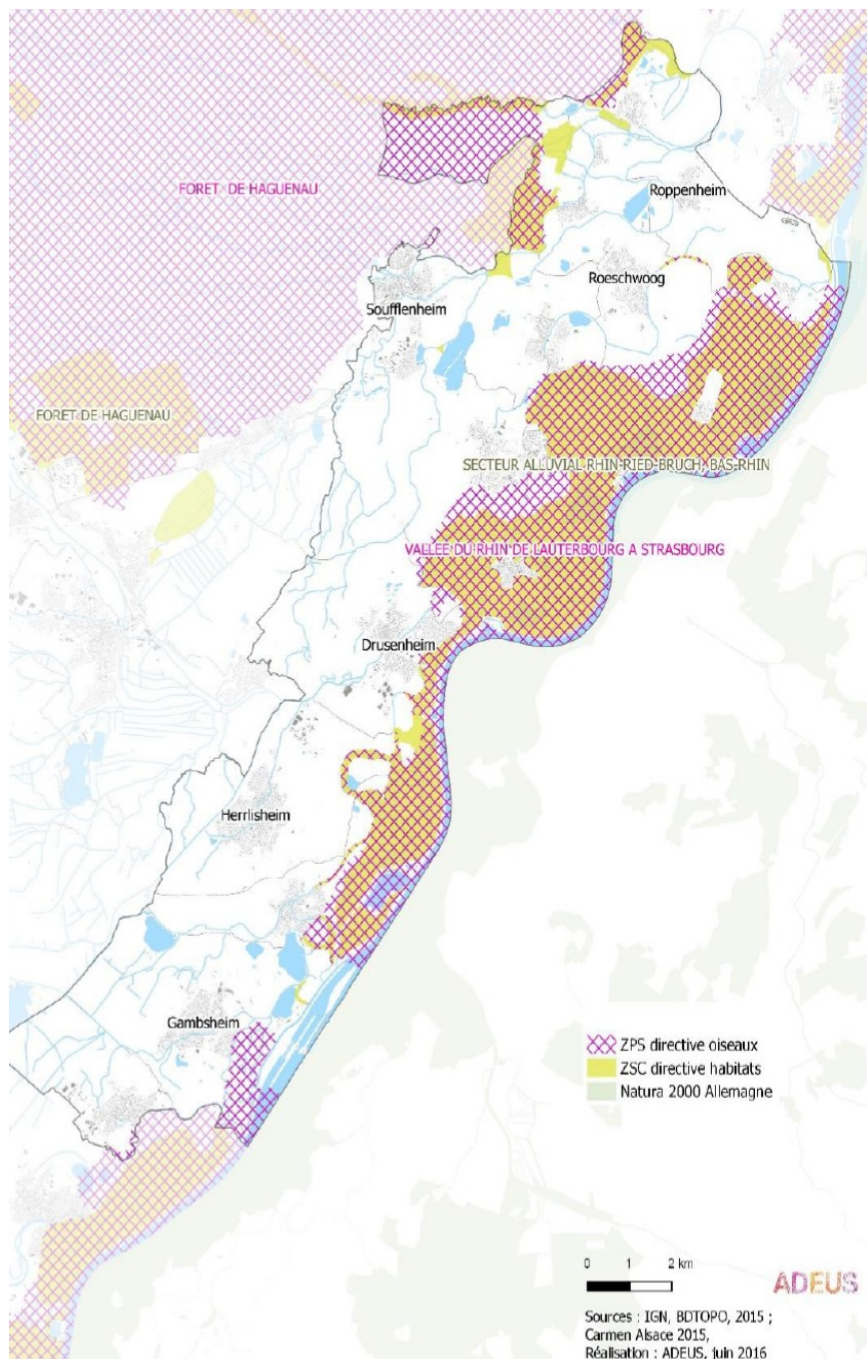 FORET DE HAGUENAU
Roppenheim
Roeschwoog
Soufflenheim
FORET DE HAGUENAU
SECTEUR ALLUVIAL RHIN-RIED-BRUCH, BAS-RHIN
VALLEE DU RHIN DE LAUTERBOURG A STRASBOURG
Drusenheim
Herrlisheim
Gambsheim
ZPS directive oiseaux
ZSC directive habitats
Natura 2000 Allemagne
0 1 2 km
ADEUS
Sources : IGN, BDTOPO, 2015 ;
Carmen Alsace 2015,
Réalisation : ADEUS, juin 2016